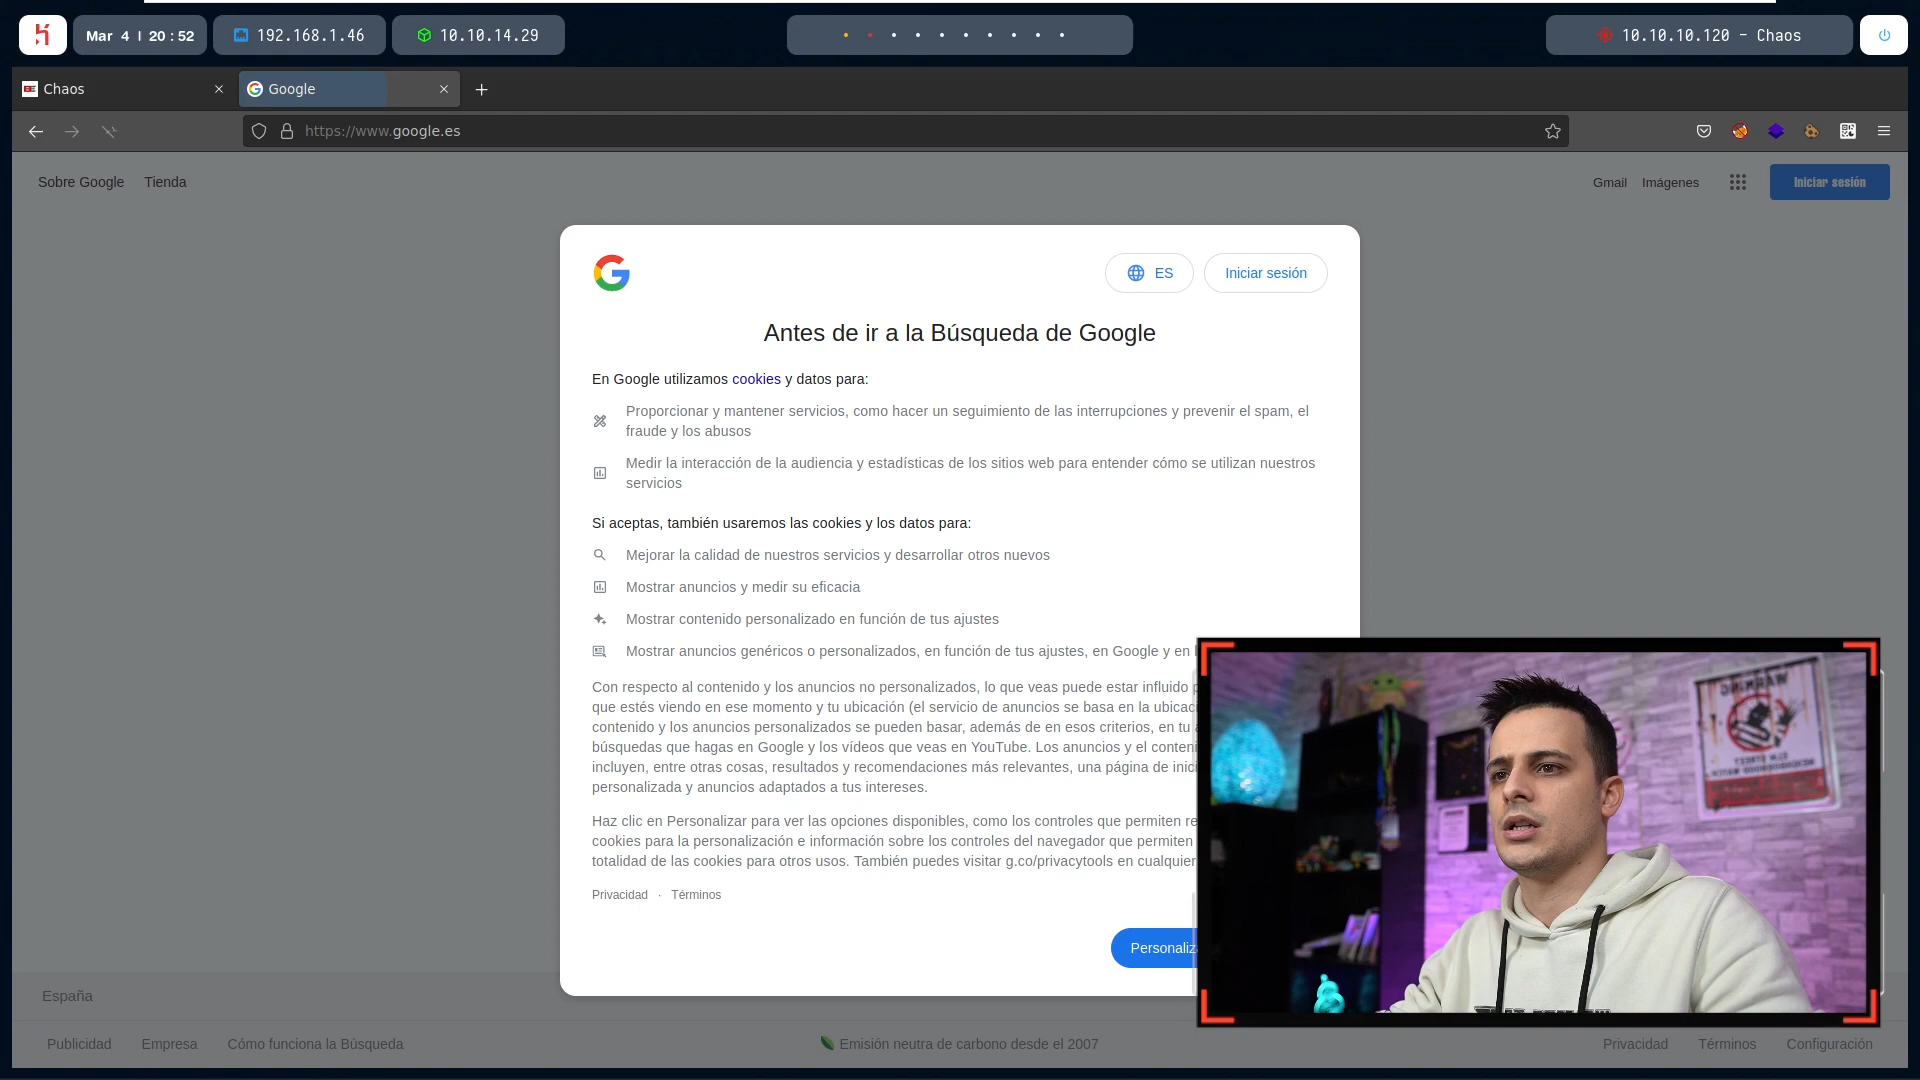 Mar 4 | 20:52
192.168.1.46
10.10.14.29
10.10.10.120 - Chaos
Chaos
Google
https://www.google.es
Sobre Google
Tienda
Gmail
Imágenes
Iniciar sesión
ES
Iniciar sesión
Antes de ir a la Búsqueda de Google
En Google utilizamos cookies y datos para:
Proporcionar y mantener servicios, como hacer un seguimiento de las interrupciones y prevenir el spam, el
fraude y los abusos
Medir la interacción de la audiencia y estadísticas de los sitios web para entender cómo se utilizan nuestros
servicios
Si aceptas, también usaremos las cookies y los datos para:
Mejorar la calidad de nuestros servicios y desarrollar otros nuevos
Mostrar anuncios y medir su eficacia
Mostrar contenido personalizado en función de tus ajustes
Mostrar anuncios genéricos o personalizados, en función de tus ajustes, en Google y en
Con respecto al contenido y los anuncios no personalizados, lo que veas puede estar influido
que estés viendo en ese momento y tu ubicación (el servicio de anuncios se basa en la
contenido y los anuncios personalizados se pueden basar, además de en esos criterios, en tu
búsquedas que hagas en Google y los vídeos que veas en YouTube. Los anuncios y el
incluyen, entre otras cosas, resultados y recomendaciones más relevantes, una página de
personalizada y anuncios adaptados a tus intereses.
Haz clic en Personalizar para ver las opciones disponibles, como los controles que permiten
cookies para la personalización e información sobre los controles del navegador que permiten
totalidad de las cookies para otros usos. También puedes visitar g.co/privacytools en
Privacidad · Términos
España
Publicidad
Empresa
Cómo funciona la Búsqueda
Emisión neutra de carbono desde el 2007
Privacidad
Términos
Configuración